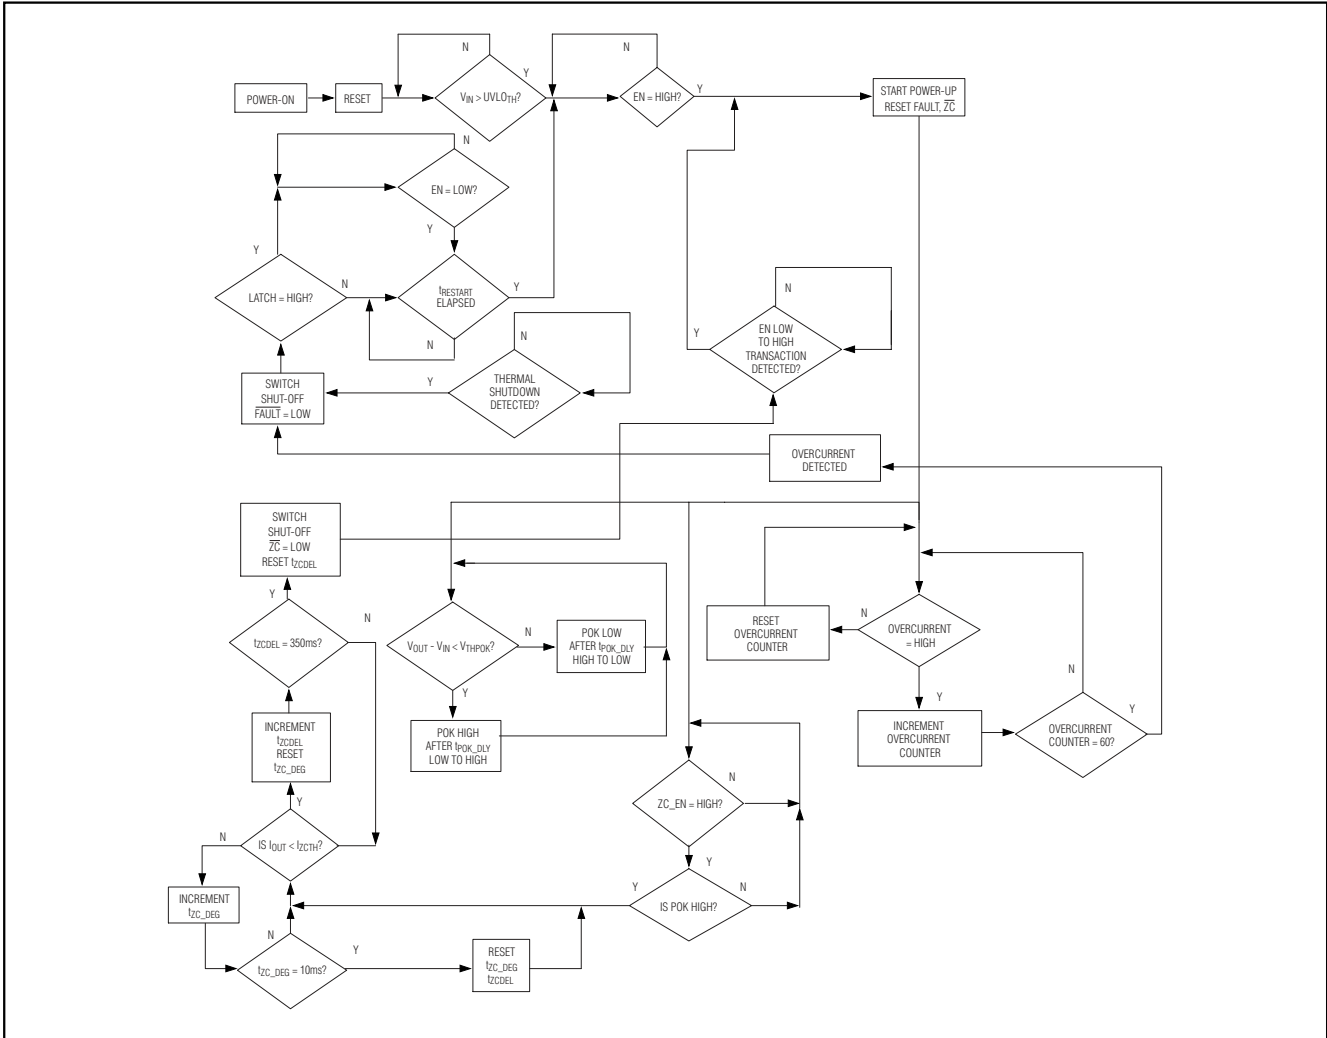 N
N
Y
POWER-ON
RESET
VIN > UVLOTH?
EN = HIGH?
Y
START POWER-UP
RESET FAULT, ZC
N
EN = LOW?
Y
Y
LATCH = HIGH?
N
tRESTART
ELAPSED
Y
N
N
EN LOW
TO HIGH
TRANSACTION
DETECTED?
Y
N
SWITCH
SHUT-OFF
FAULT = LOW
Y
THERMAL
SHUTDOWN
DETECTED?
OVERCURRENT
DETECTED
SWITCH
SHUT-OFF
ZC = LOW
RESET tZCDEL
Y
N
tZCDEL = 350ms?
VOUT - VIN < VTHPOK?
N
POK LOW
AFTER tPOK_DLY
HIGH TO LOW
Y
POK HIGH
AFTER tPOK_DLY
LOW TO HIGH
RESET
OVERCURRENT
COUNTER
N
OVERCURRENT
= HIGH
Y
INCREMENT
OVERCURRENT
COUNTER
N
OVERCURRENT
COUNTER = 60?
Y
INCREMENT
tZCDEL
RESET
tZC_DEG
Y
N
IS IOUT < IZCTH?
ZC_EN = HIGH?
N
Y
INCREMENT
tZC_DEG
Y
IS POK HIGH?
N
N
tZC_DEG = 10ms?
Y
RESET
tZC_DEG
tZCDEL